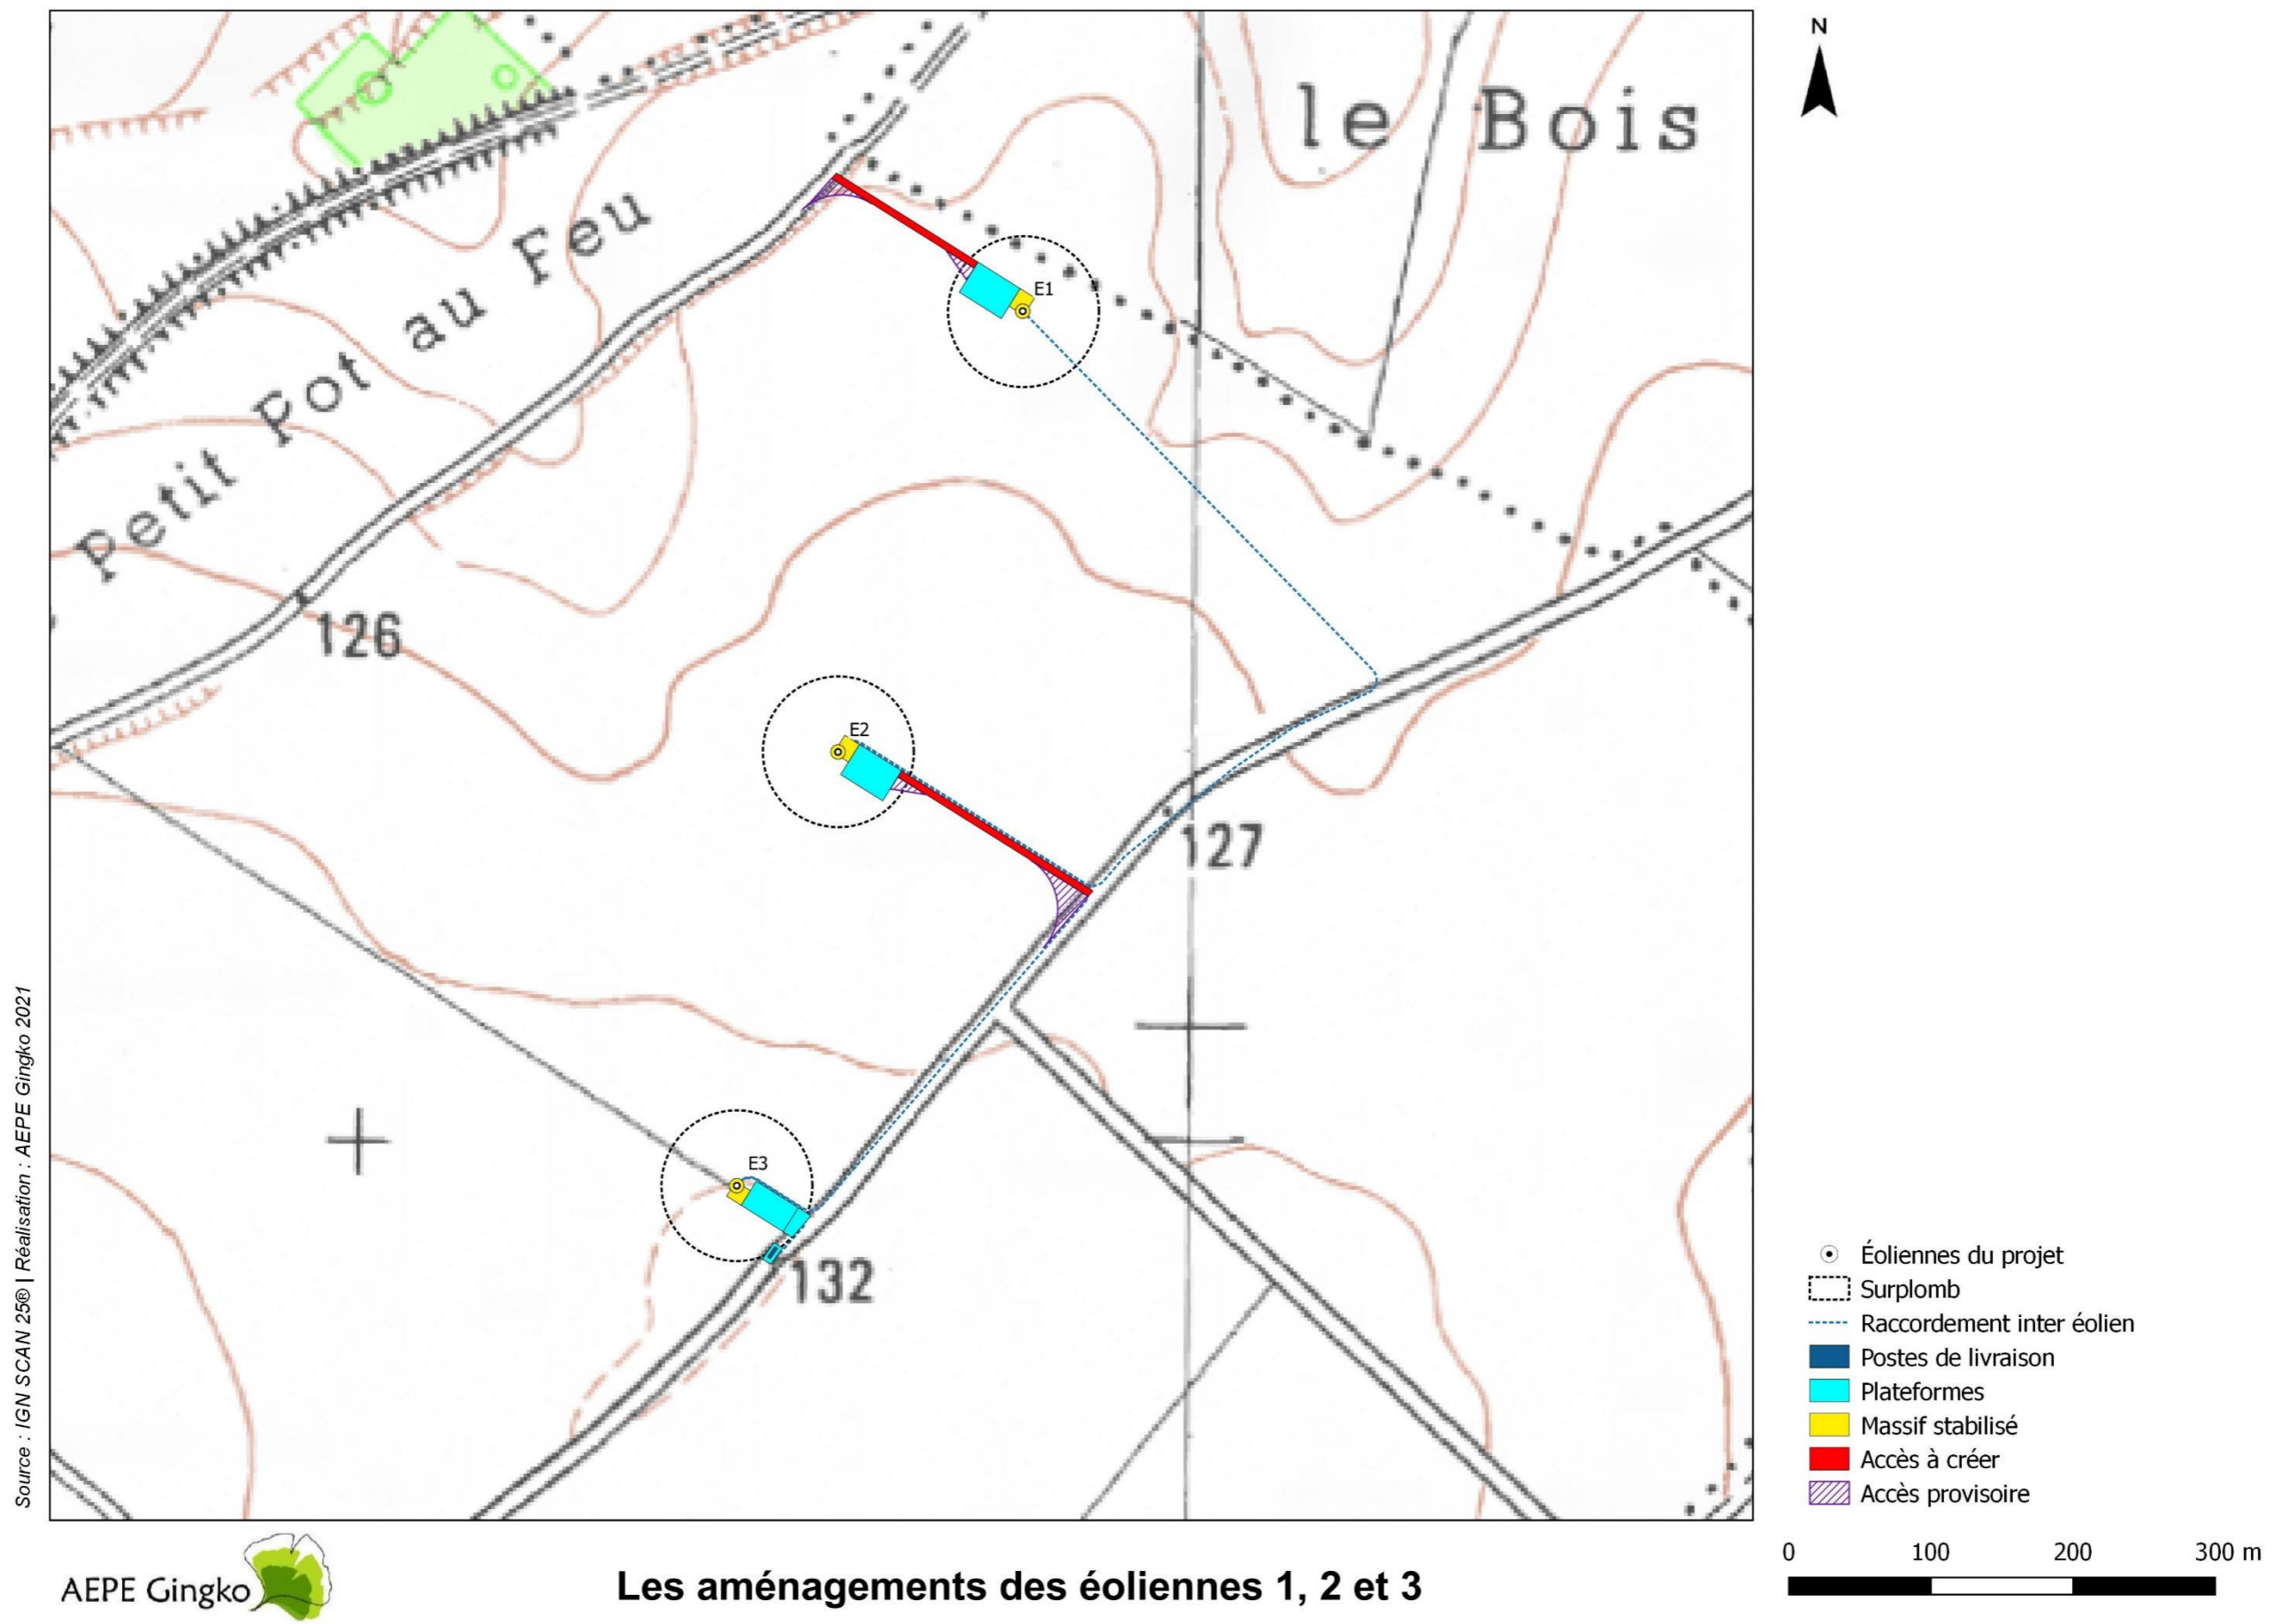 N
le Bois
Petit Pot au Feu
E1
126
E2
127
E3
132
Source : IGN SCAN 25® | Réalisation : AEPE Gingko 2021
Éoliennes du projet
Surplomb
Raccordement inter éolien
Postes de livraison
Plateformes
Massif stabilisé
Accès à créer
Accès provisoire
0 100 200 300 m
AEPE Gingko
Les aménagements des éoliennes 1, 2 et 3